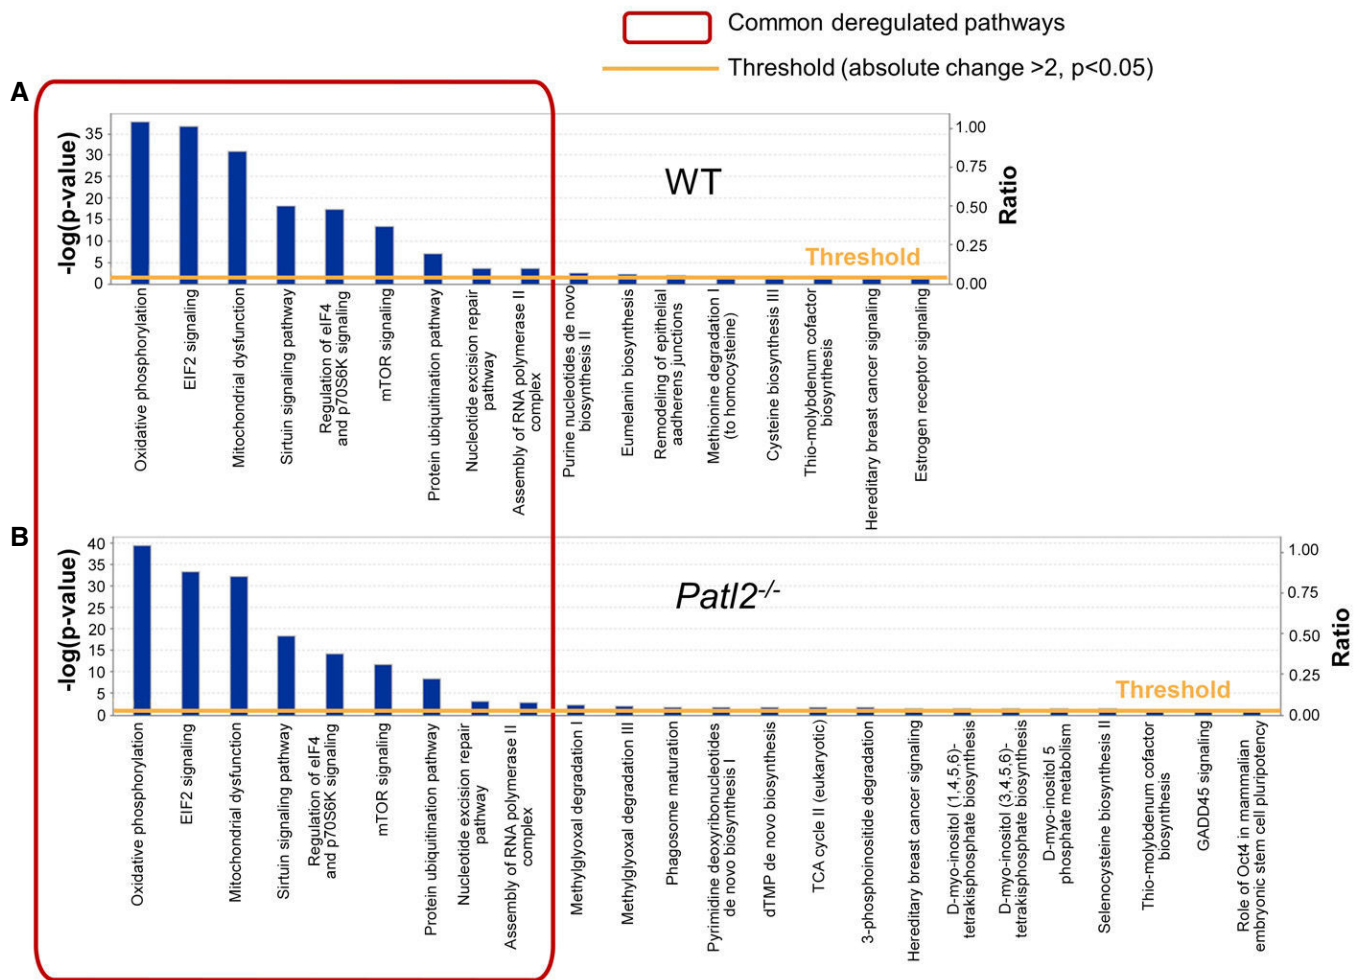 Common deregulated pathways
Threshold (absolute change >2, p<0.05)
A
-log(p-value)
35
30
25
20
15
10
5
0
WT
Threshold
1.00
0.75
0.50
0.25
0.00
Ratio
Oxidative phosphorylation
EIF2 signaling
Mitochondrial dysfunction
Sirtuin signaling pathway
Regulation of eIF4
and p70S6K signaling
mTOR signaling
Protein ubiquitination pathway
Nucleotide excision repair
pathway
Assembly of RNA polymerase II
complex
Purine nucleotides de novo
biosynthesis II
Eumelanin biosynthesis
Remodeling of epithelial
aadherens junctions
Methionine degradation I
(to homocysteine)
Cysteine biosynthesis III
Thio-molybdenum cofactor
biosynthesis
Hereditary breast cancer signaling
Estrogen receptor signaling
B
-log(p-value)
40
35
30
25
20
15
10
5
0
Patl2-/-
Threshold
1.00
0.75
0.50
0.25
0.00
Ratio
Oxidative phosphorylation
EIF2 signaling
Mitochondrial dysfunction
Sirtuin signaling pathway
Regulation of eIF4
and p70S6K signaling
mTOR signaling
Protein ubiquitination pathway
Nucleotide excision repair
pathway
Assembly of RNA polymerase II
complex
Methylglyoxal degradation I
Methylglyoxal degradation III
Phagosome maturation
Pyrimidine deoxyribonucleotides
de novo biosynthesis I
dTMP de novo biosynthesis
TCA cycle II (eukaryotic)
3-phosphoinositide degradation
Hereditary breast cancer signaling
D-myo-inositol (1,4,5,6)-
tetrakisphosphate biosynthesis
D-myo-inositol (3,4,5,6)-
tetrakisphosphate biosynthesis
D-myo-inositol 5
phosphate metabolism
Selenocysteine biosynthesis II
Thio-molybdenum cofactor
biosynthesis
GADD45 signaling
Role of Oct4 in mammalian
embryonic stem cell pluripotency